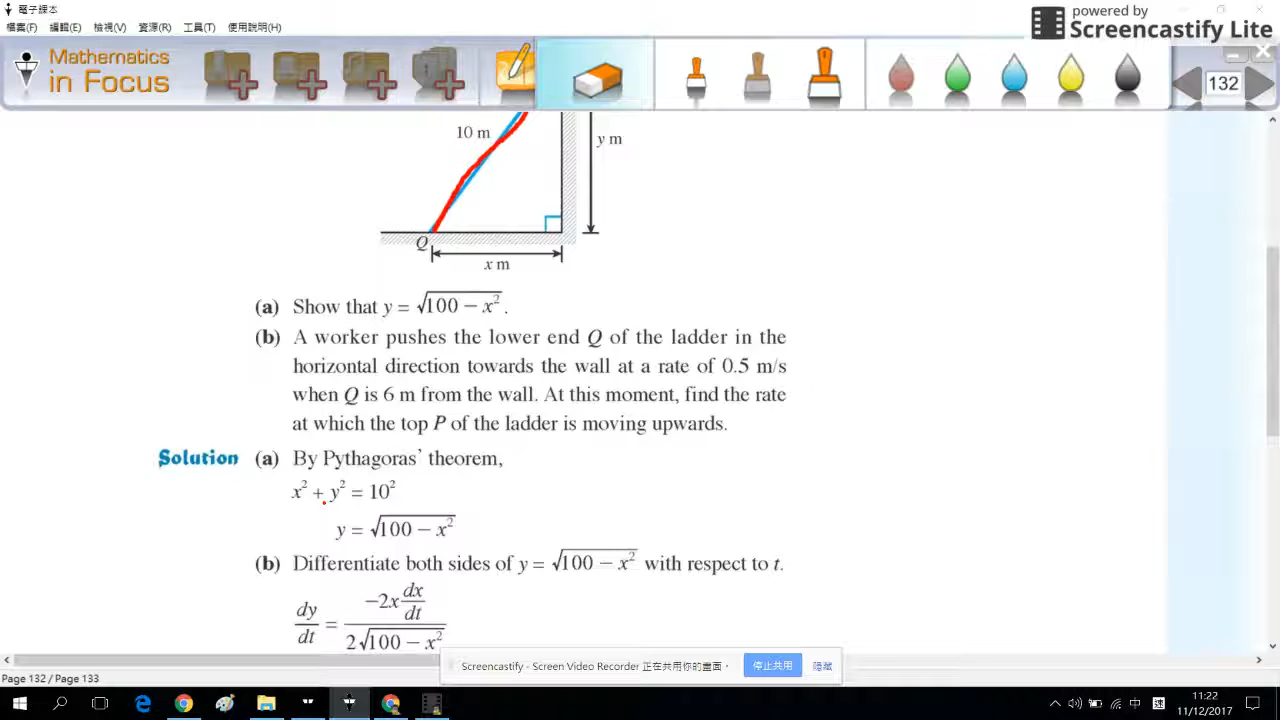 電子課本
powered by
Screencastify Lite
檔案(F) 編輯(E) 檢視(V) 資源(R) 工具(T) 使用說明(H)
Mathematics
in Focus
132
10 m
y m
Q
x m
(a) Show that y = √(100 − x²).
(b) A worker pushes the lower end Q of the ladder in the
horizontal direction towards the wall at a rate of 0.5 m/s
when Q is 6 m from the wall. At this moment, find the rate
at which the top P of the ladder is moving upwards.
Solution (a) By Pythagoras' theorem,
x² + y² = 10²
y = √(100 − x²)
(b) Differentiate both sides of y = √(100 − x²) with respect to t.
dy/dt = −2x dx/dt / 2√(100 − x²)
Screencastify - Screen Video Recorder 正在共用你的畫面。 停止共用 隱藏
Page 132 / Page 133
中 11:22
11/12/2017